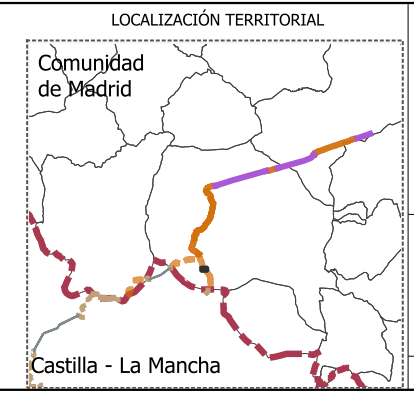 LOCALIZACIÓN TERRITORIAL
Comunidad
de Madrid
Castilla - La Mancha